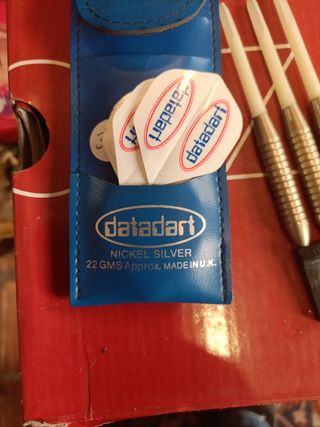 datadart
datadart
datadart
datadart
NICKEL SILVER
22 GMS Approx. MADE IN U.K.